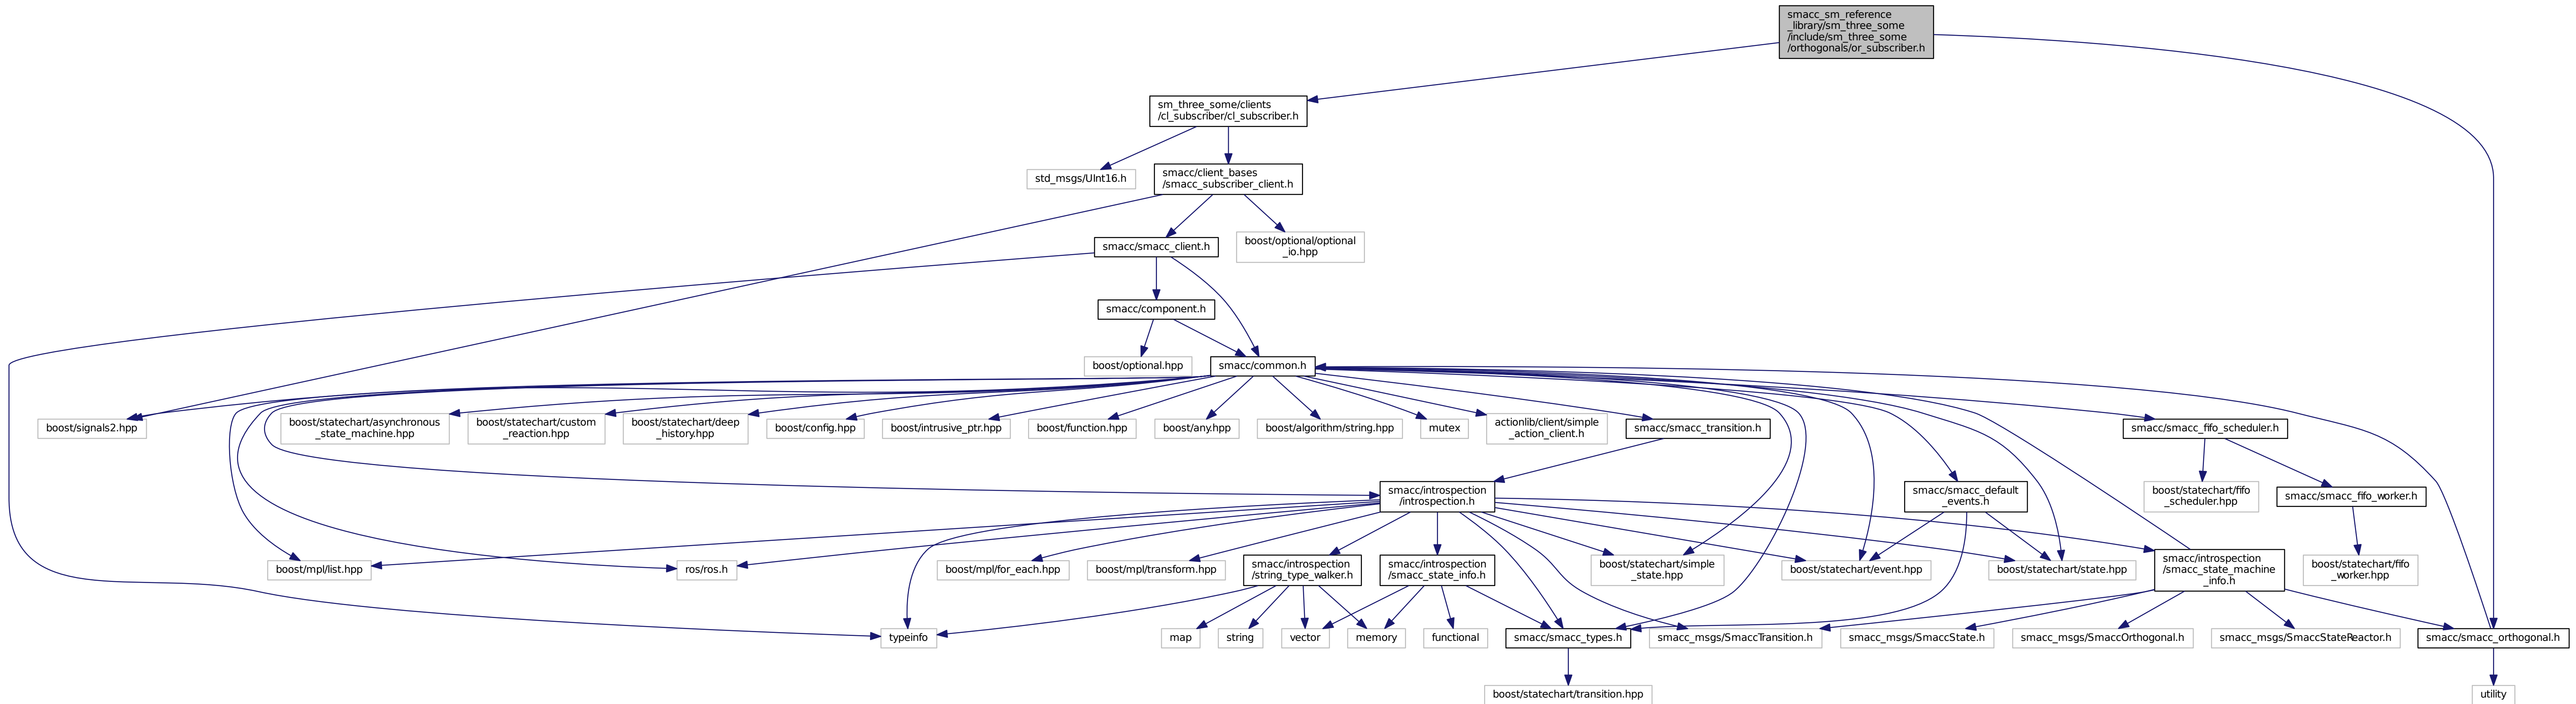 smacc_sm_reference
_library/sm_three_some
/include/sm_three_some
/orthogonals/or_subscriber.h
sm_three_some/clients
/cl_subscriber/cl_subscriber.h
std_msgs/UInt16.h
smacc/client_bases
/smacc_subscriber_client.h
smacc/smacc_client.h
boost/optional/optional
_io.hpp
smacc/component.h
boost/optional.hpp
smacc/common.h
boost/signals2.hpp
boost/statechart/asynchronous
_state_machine.hpp
boost/statechart/custom
_reaction.hpp
boost/statechart/deep
_history.hpp
boost/config.hpp
boost/intrusive_ptr.hpp
boost/function.hpp
boost/any.hpp
boost/algorithm/string.hpp
mutex
actionlib/client/simple
_action_client.h
smacc/smacc_transition.h
smacc/smacc_fifo_scheduler.h
smacc/introspection
/introspection.h
smacc/smacc_default
_events.h
boost/statechart/fifo
_scheduler.hpp
smacc/smacc_fifo_worker.h
boost/mpl/list.hpp
ros/ros.h
boost/mpl/for_each.hpp
boost/mpl/transform.hpp
smacc/introspection
/string_type_walker.h
smacc/introspection
/smacc_state_info.h
boost/statechart/simple
_state.hpp
boost/statechart/event.hpp
boost/statechart/state.hpp
smacc/introspection
/smacc_state_machine
_info.h
boost/statechart/fifo
_worker.hpp
typeinfo
map
string
vector
memory
functional
smacc/smacc_types.h
smacc_msgs/SmaccTransition.h
smacc_msgs/SmaccState.h
smacc_msgs/SmaccOrthogonal.h
smacc_msgs/SmaccStateReactor.h
smacc/smacc_orthogonal.h
boost/statechart/transition.hpp
utility